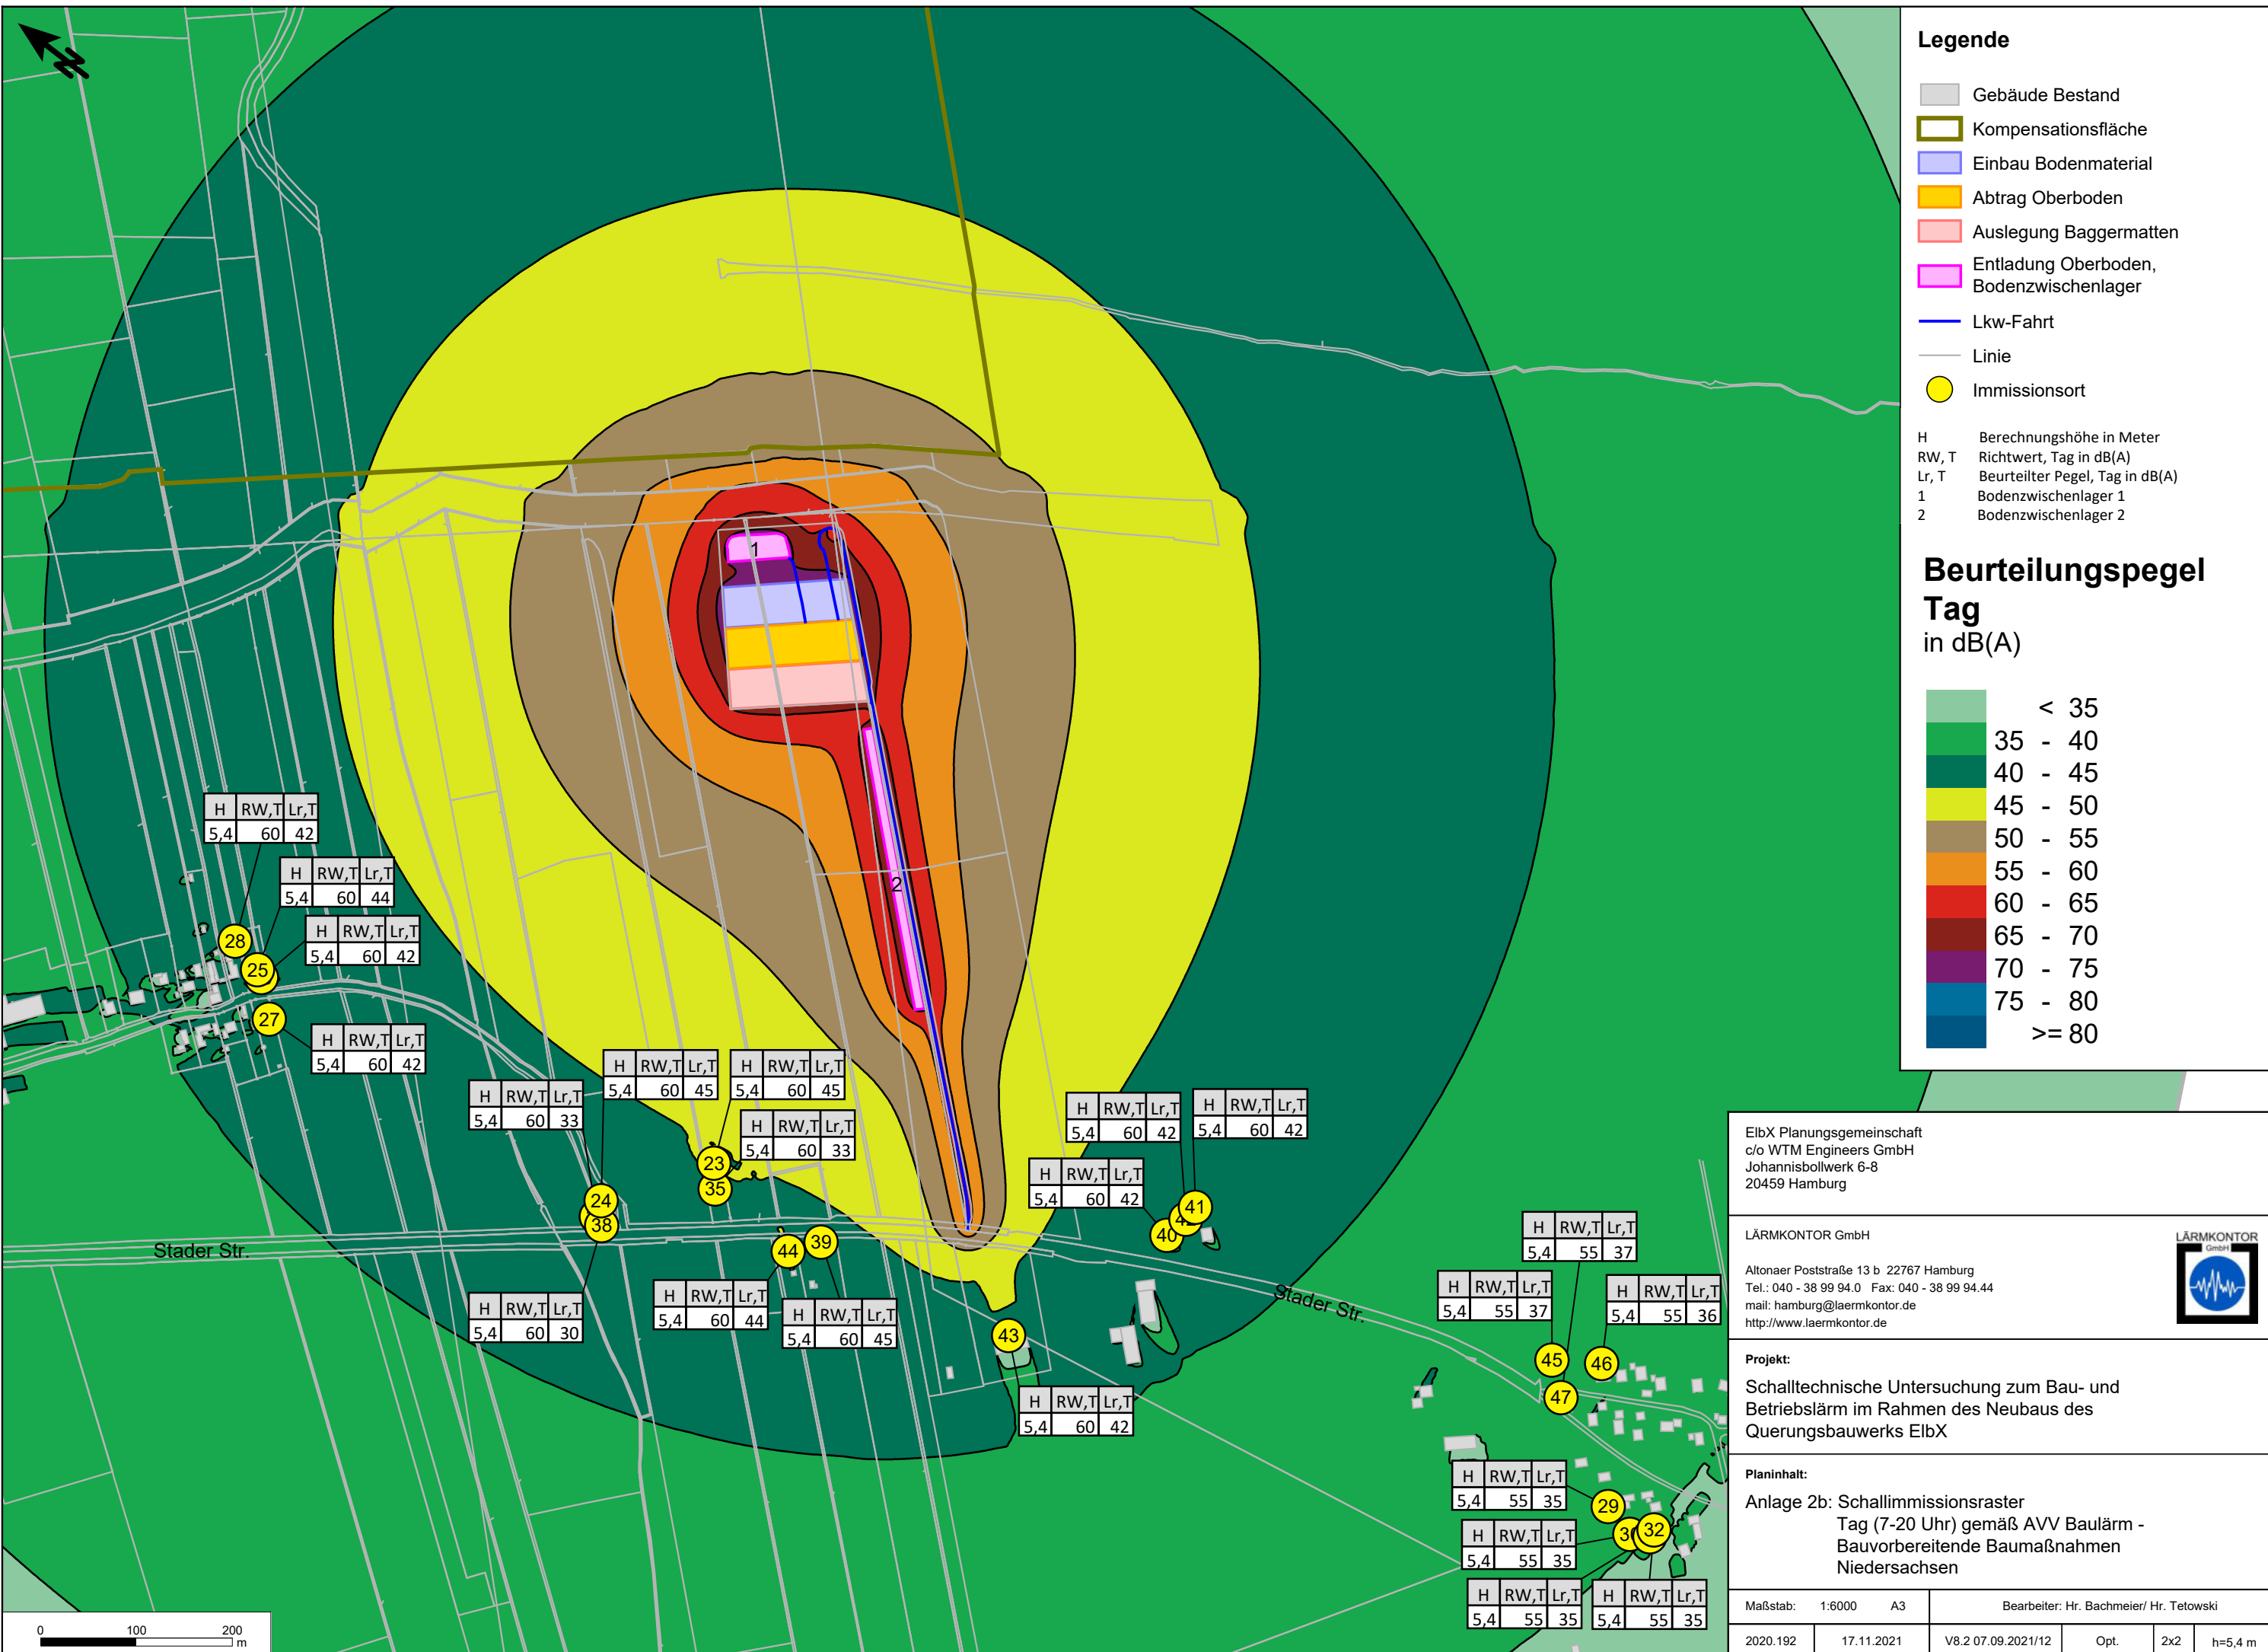 Legende
Gebäude Bestand
Kompensationsfläche
Einbau Bodenmaterial
Abtrag Oberboden
Auslegung Baggermatten
Entladung Oberboden,
Bodenzwischenlager
Lkw-Fahrt
Linie
Immissionsort
H Berechnungshöhe in Meter
RW, T Richtwert, Tag in dB(A)
Lr, T Beurteilter Pegel, Tag in dB(A)
1 Bodenzwischenlager 1
2 Bodenzwischenlager 2
Beurteilungspegel
Tag
in dB(A)
< 35
35 - 40
40 - 45
45 - 50
50 - 55
55 - 60
60 - 65
65 - 70
70 - 75
75 - 80
>= 80
1
2
H RW,T Lr,T
5,4 60 42
H RW,T Lr,T
5,4 60 44
H RW,T Lr,T
5,4 60 42
28
25
27
H RW,T Lr,T
5,4 60 42
H RW,T Lr,T
5,4 60 33
H RW,T Lr,T
5,4 60 45
H RW,T Lr,T
5,4 60 45
H RW,T Lr,T
5,4 60 33
23
35
24
38
44
39
Stader Str.
H RW,T Lr,T
5,4 60 30
H RW,T Lr,T
5,4 60 44
H RW,T Lr,T
5,4 60 45
H RW,T Lr,T
5,4 60 42
H RW,T Lr,T
5,4 60 42
H RW,T Lr,T
5,4 60 42
41
40
43
H RW,T Lr,T
5,4 60 42
Stader Str.
H RW,T Lr,T
5,4 55 37
H RW,T Lr,T
5,4 55 37
H RW,T Lr,T
5,4 55 36
45
46
47
H RW,T Lr,T
5,4 55 35
29
H RW,T Lr,T
5,4 55 35
32
H RW,T Lr,T
5,4 55 35
H RW,T Lr,T
5,4 55 35
0 100 200
m
ElbX Planungsgemeinschaft
c/o WTM Engineers GmbH
Johannisbollwerk 6-8
20459 Hamburg
LÄRMKONTOR GmbH
Altonaer Poststraße 13 b 22767 Hamburg
Tel.: 040 - 38 99 94.0 Fax: 040 - 38 99 94.44
mail: hamburg@laermkontor.de
http://www.laermkontor.de
LÄRMKONTOR
GmbH
Projekt:
Schalltechnische Untersuchung zum Bau- und
Betriebslärm im Rahmen des Neubaus des
Querungsbauwerks ElbX
Planinhalt:
Anlage 2b: Schallimmissionsraster
Tag (7-20 Uhr) gemäß AVV Baulärm -
Bauvorbereitende Baumaßnahmen
Niedersachsen
Maßstab: 1:6000 A3 Bearbeiter: Hr. Bachmeier/ Hr. Tetowski
2020.192 17.11.2021 V8.2 07.09.2021/12 Opt. 2x2 h=5,4 m